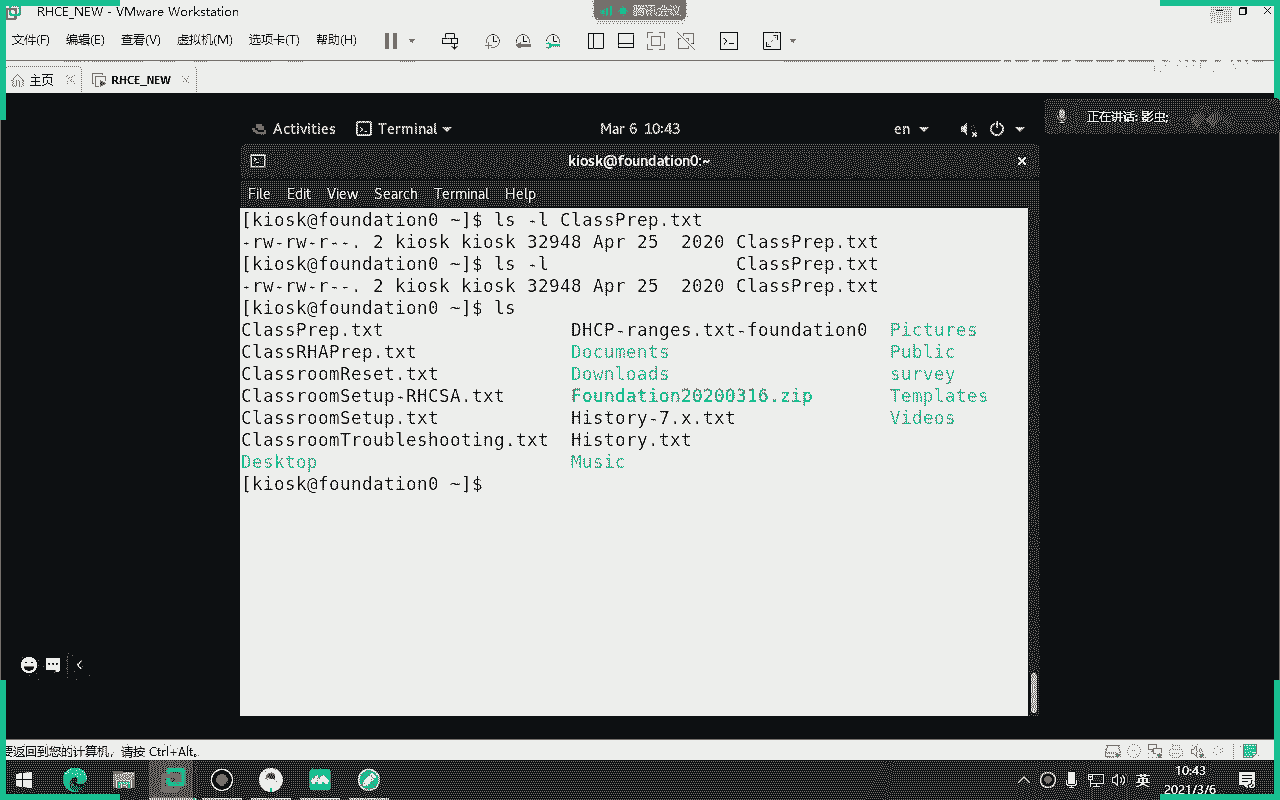 RHCE_NEW - VMware Workstation
腾讯会议
文件(F) 编辑(E) 查看(V) 虚拟机(M) 选项卡(T) 帮助(H)
主页 RHCE_NEW
正在讲话: 影虫;
Activities Terminal Mar 6 10:43 en
kiosk@foundation0:~
File Edit View Search Terminal Help
[kiosk@foundation0 ~]$ ls -l ClassPrep.txt
-rw-rw-r--. 2 kiosk kiosk 32948 Apr 25  2020 ClassPrep.txt
[kiosk@foundation0 ~]$ ls -l                 ClassPrep.txt
-rw-rw-r--. 2 kiosk kiosk 32948 Apr 25  2020 ClassPrep.txt
[kiosk@foundation0 ~]$ ls
ClassPrep.txt DHCP-ranges.txt-foundation0 Pictures
ClassRHAPrep.txt Documents Public
ClassroomReset.txt Downloads survey
ClassroomSetup-RHCSA.txt Foundation20200316.zip Templates
ClassroomSetup.txt History-7.x.txt Videos
ClassroomTroubleshooting.txt History.txt
Desktop Music
[kiosk@foundation0 ~]$
要返回到您的计算机，请按 Ctrl+Alt。
英
10:43
2021/3/6